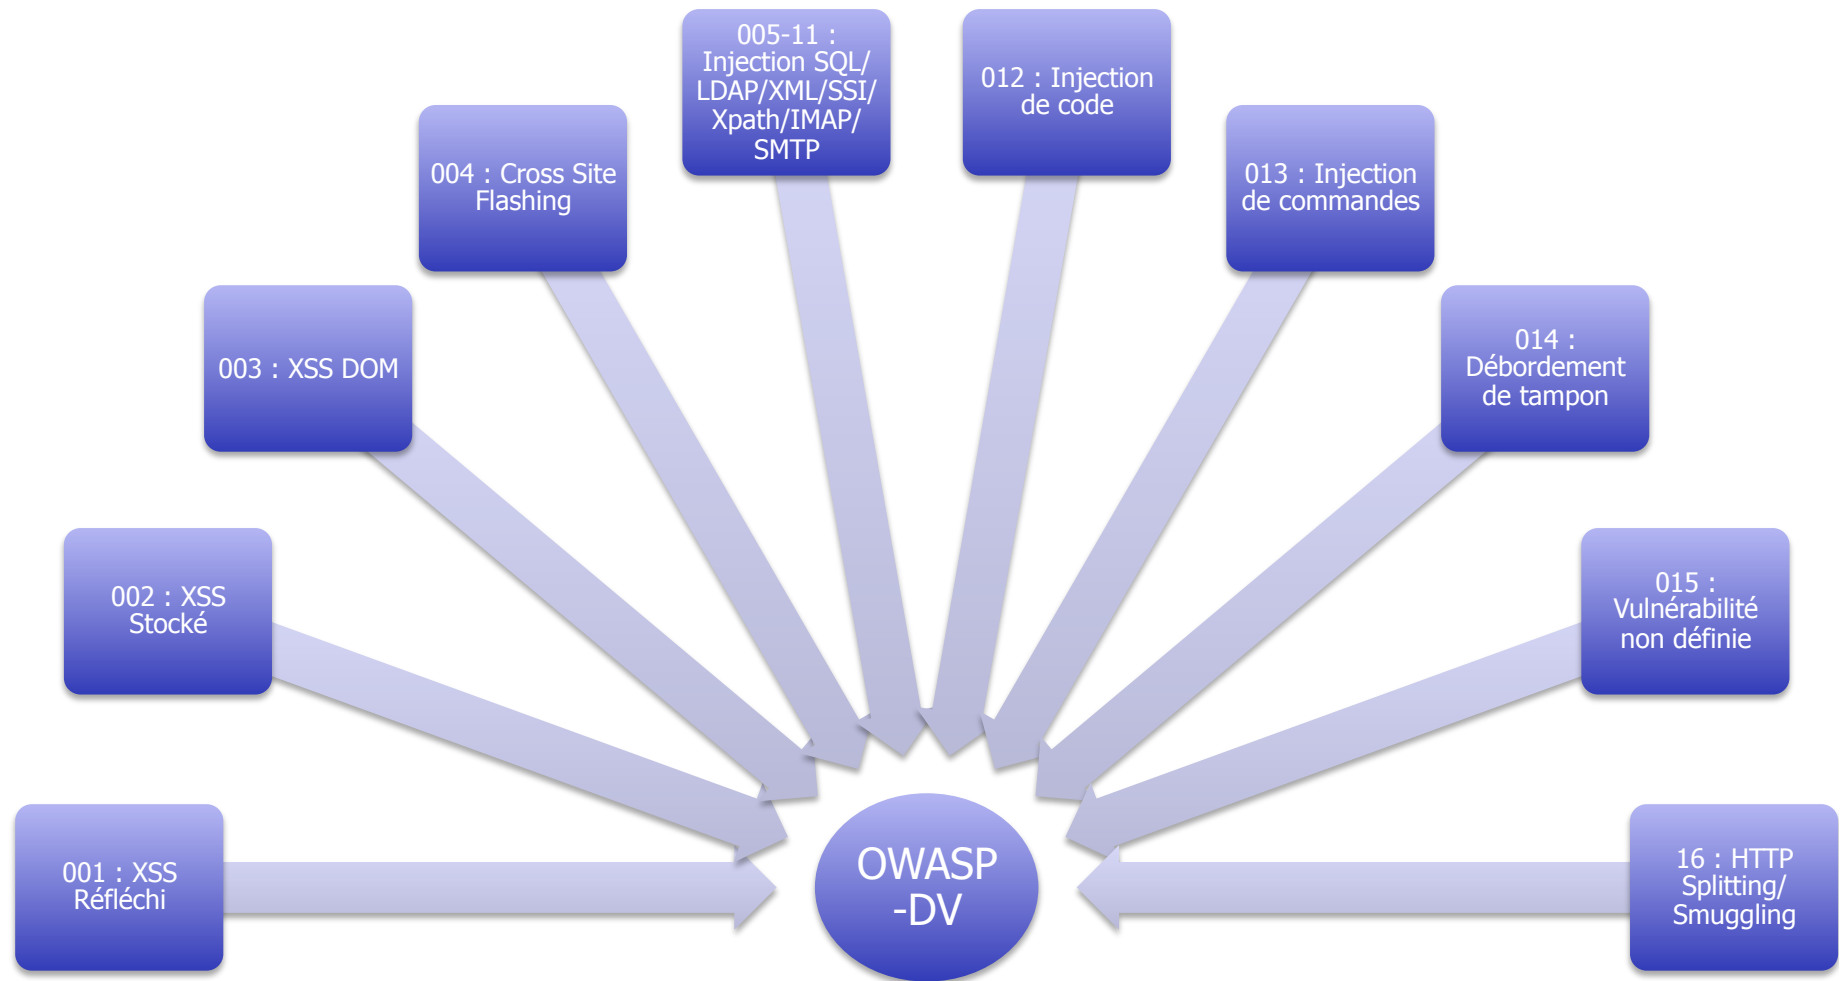 001 : XSS
Réfléchi
002 : XSS
Stocké
003 : XSS DOM
004 : Cross Site
Flashing
005-11 :
Injection SQL/
LDAP/XML/SSI/
Xpath/IMAP/
SMTP
012 : Injection
de code
013 : Injection
de commandes
014 :
Débordement
de tampon
015 :
Vulnérabilité
non définie
16 : HTTP
Splitting/
Smuggling
OWASP
-DV